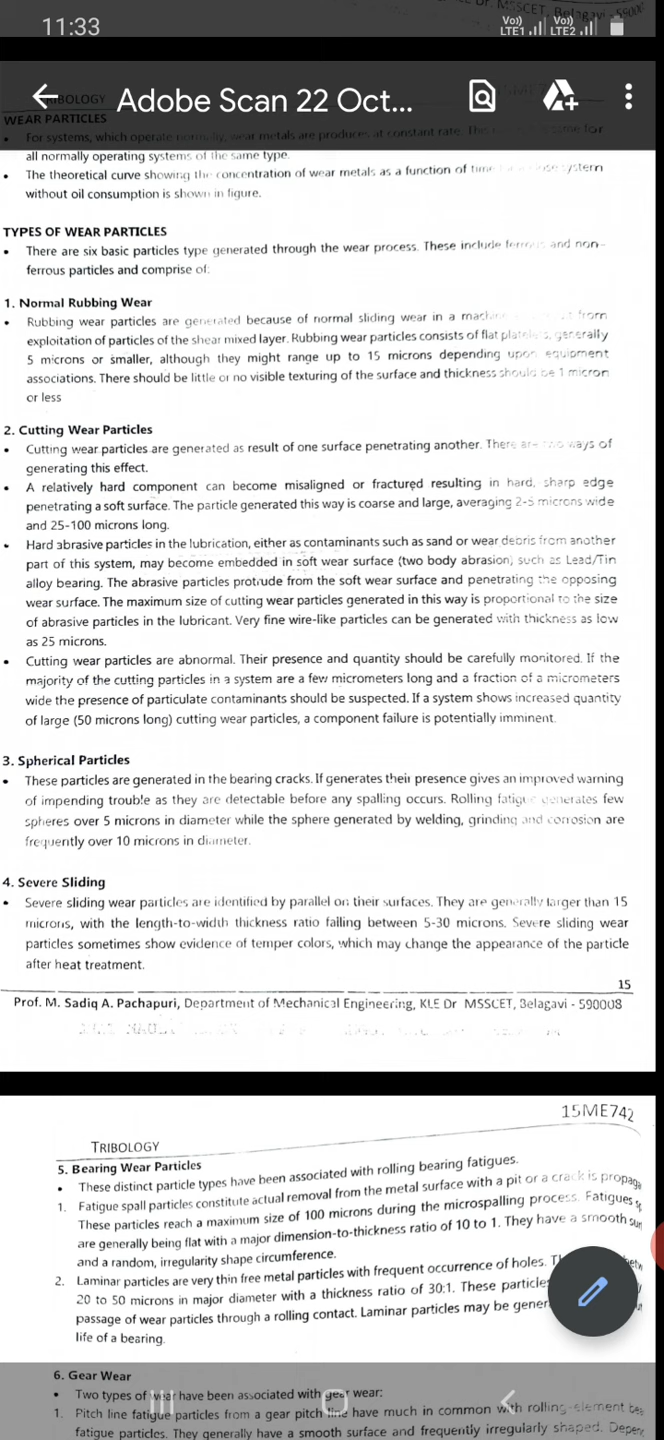 Dr. MSSCET, Belagavi - 59000
11:33
Vo)) Vo))
LTE1 LTE2
Adobe Scan 22 Oct...
TRIBOLOGY
WEAR PARTICLES
• For systems, which operate normally, wear metals are produces at constant rate. This for
all normally operating systems of the same type.
• The theoretical curve showing the concentration of wear metals as a function of time system
without oil consumption is shown in figure.
TYPES OF WEAR PARTICLES
• There are six basic particles type generated through the wear process. These include ferrous and non-
ferrous particles and comprise of:
1. Normal Rubbing Wear
• Rubbing wear particles are generated because of normal sliding wear in a machine from
exploitation of particles of the shear mixed layer. Rubbing wear particles consists of flat platelets, generally
5 microns or smaller, although they might range up to 15 microns depending upon equipment
associations. There should be little or no visible texturing of the surface and thickness should be 1 micron
or less
2. Cutting Wear Particles
• Cutting wear particles are generated as result of one surface penetrating another. There are two ways of
generating this effect.
• A relatively hard component can become misaligned or fractured resulting in hard, sharp edge
penetrating a soft surface. The particle generated this way is coarse and large, averaging 2-5 microns wide
and 25-100 microns long.
• Hard abrasive particles in the lubrication, either as contaminants such as sand or wear debris from another
part of this system, may become embedded in soft wear surface (two body abrasion) such as Lead/Tin
alloy bearing. The abrasive particles protrude from the soft wear surface and penetrating the opposing
wear surface. The maximum size of cutting wear particles generated in this way is proportional to the size
of abrasive particles in the lubricant. Very fine wire-like particles can be generated with thickness as low
as 25 microns.
• Cutting wear particles are abnormal. Their presence and quantity should be carefully monitored. If the
majority of the cutting particles in a system are a few micrometers long and a fraction of a micrometers
wide the presence of particulate contaminants should be suspected. If a system shows increased quantity
of large (50 microns long) cutting wear particles, a component failure is potentially imminent.
3. Spherical Particles
• These particles are generated in the bearing cracks. If generates their presence gives an improved warning
of impending trouble as they are detectable before any spalling occurs. Rolling fatigue generates few
spheres over 5 microns in diameter while the sphere generated by welding, grinding and corrosion are
frequently over 10 microns in diameter.
4. Severe Sliding
• Severe sliding wear particles are identified by parallel on their surfaces. They are generally larger than 15
microns, with the length-to-width thickness ratio falling between 5-30 microns. Severe sliding wear
particles sometimes show evidence of temper colors, which may change the appearance of the particle
after heat treatment.
15
Prof. M. Sadiq A. Pachapuri, Department of Mechanical Engineering, KLE Dr MSSCET, Belagavi - 590008
15ME742
TRIBOLOGY
5. Bearing Wear Particles
• These distinct particle types have been associated with rolling bearing fatigues.
1. Fatigue spall particles constitute actual removal from the metal surface with a pit or a crack is propaga
These particles reach a maximum size of 100 microns during the microspalling process. Fatigues
are generally being flat with a major dimension-to-thickness ratio of 10 to 1. They have a smooth sur
and a random, irregularity shape circumference.
2. Laminar particles are very thin free metal particles with frequent occurrence of holes.
20 to 50 microns in major diameter with a thickness ratio of 30:1. These particle
passage of wear particles through a rolling contact. Laminar particles may be gener
life of a bearing.
6. Gear Wear
• Two types of wear have been associated with gear wear:
1. Pitch line fatigue particles from a gear pitch line have much in common with rolling-element bea
fatigue particles. They generally have a smooth surface and frequently irregularly shaped. Depen